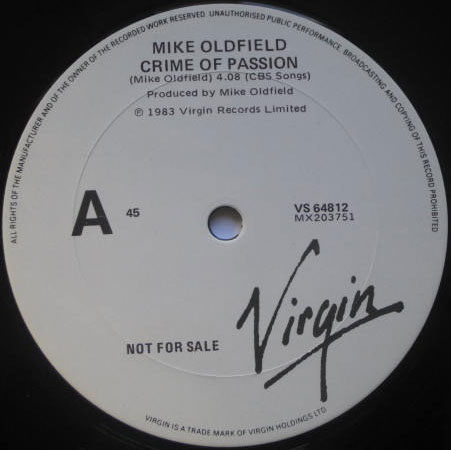 ALL RIGHTS OF THE MANUFACTURER AND OF THE OWNER OF THE RECORDED WORK RESERVED. UNAUTHORISED PUBLIC PERFORMANCE, BROADCASTING AND COPYING OF THIS RECORD PROHIBITED
MIKE OLDFIELD
CRIME OF PASSION
(Mike Oldfield) 4.08 (CBS Songs)
Produced by Mike Oldfield
℗ 1983 Virgin Records Limited
A 45 VS 64812
MX203751
NOT FOR SALE
Virgin
VIRGIN IS A TRADE MARK OF VIRGIN HOLDINGS LTD